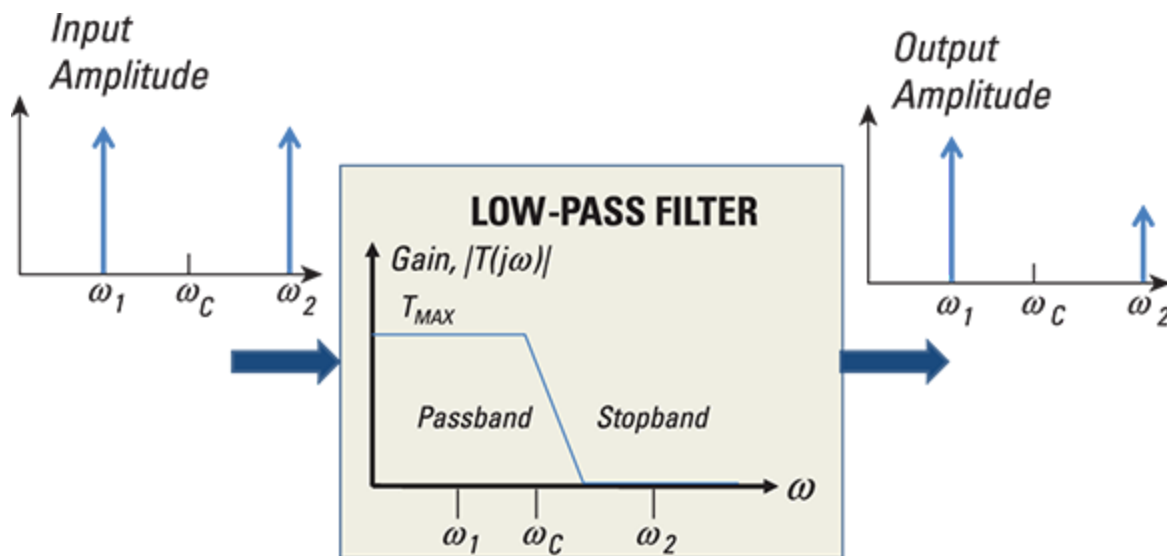 Input
Amplitude
ω1
ωC
ω2
LOW-PASS FILTER
Gain, |T(jω)|
TMAX
Passband
Stopband
ω
ω1
ωC
ω2
Output
Amplitude
ω1
ωC
ω2